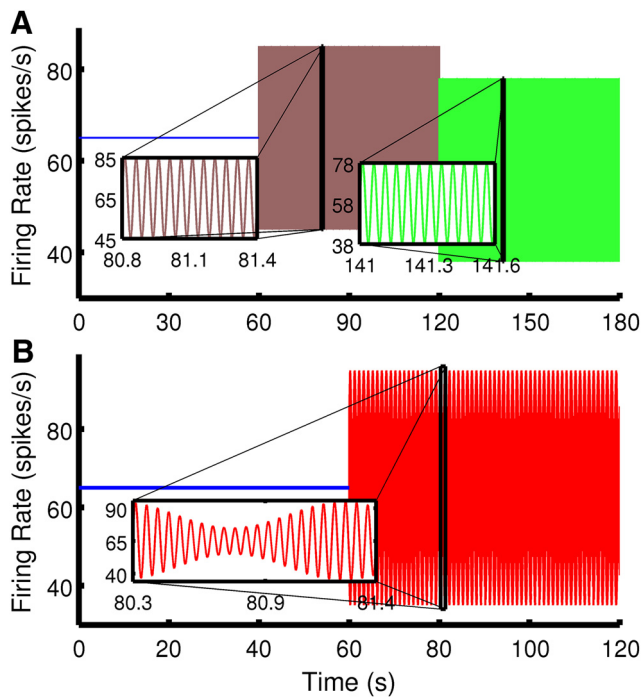 A
Firing Rate (spikes/s)
80
60
40
85
65
45
80.8 81.1 81.4
78
58
38
141 141.3 141.6
0 30 60 90 120 150 180
B
Firing Rate (spikes/s)
80
60
40
90
65
40
80.3 80.9 81.4
0 20 40 60 80 100 120
Time (s)